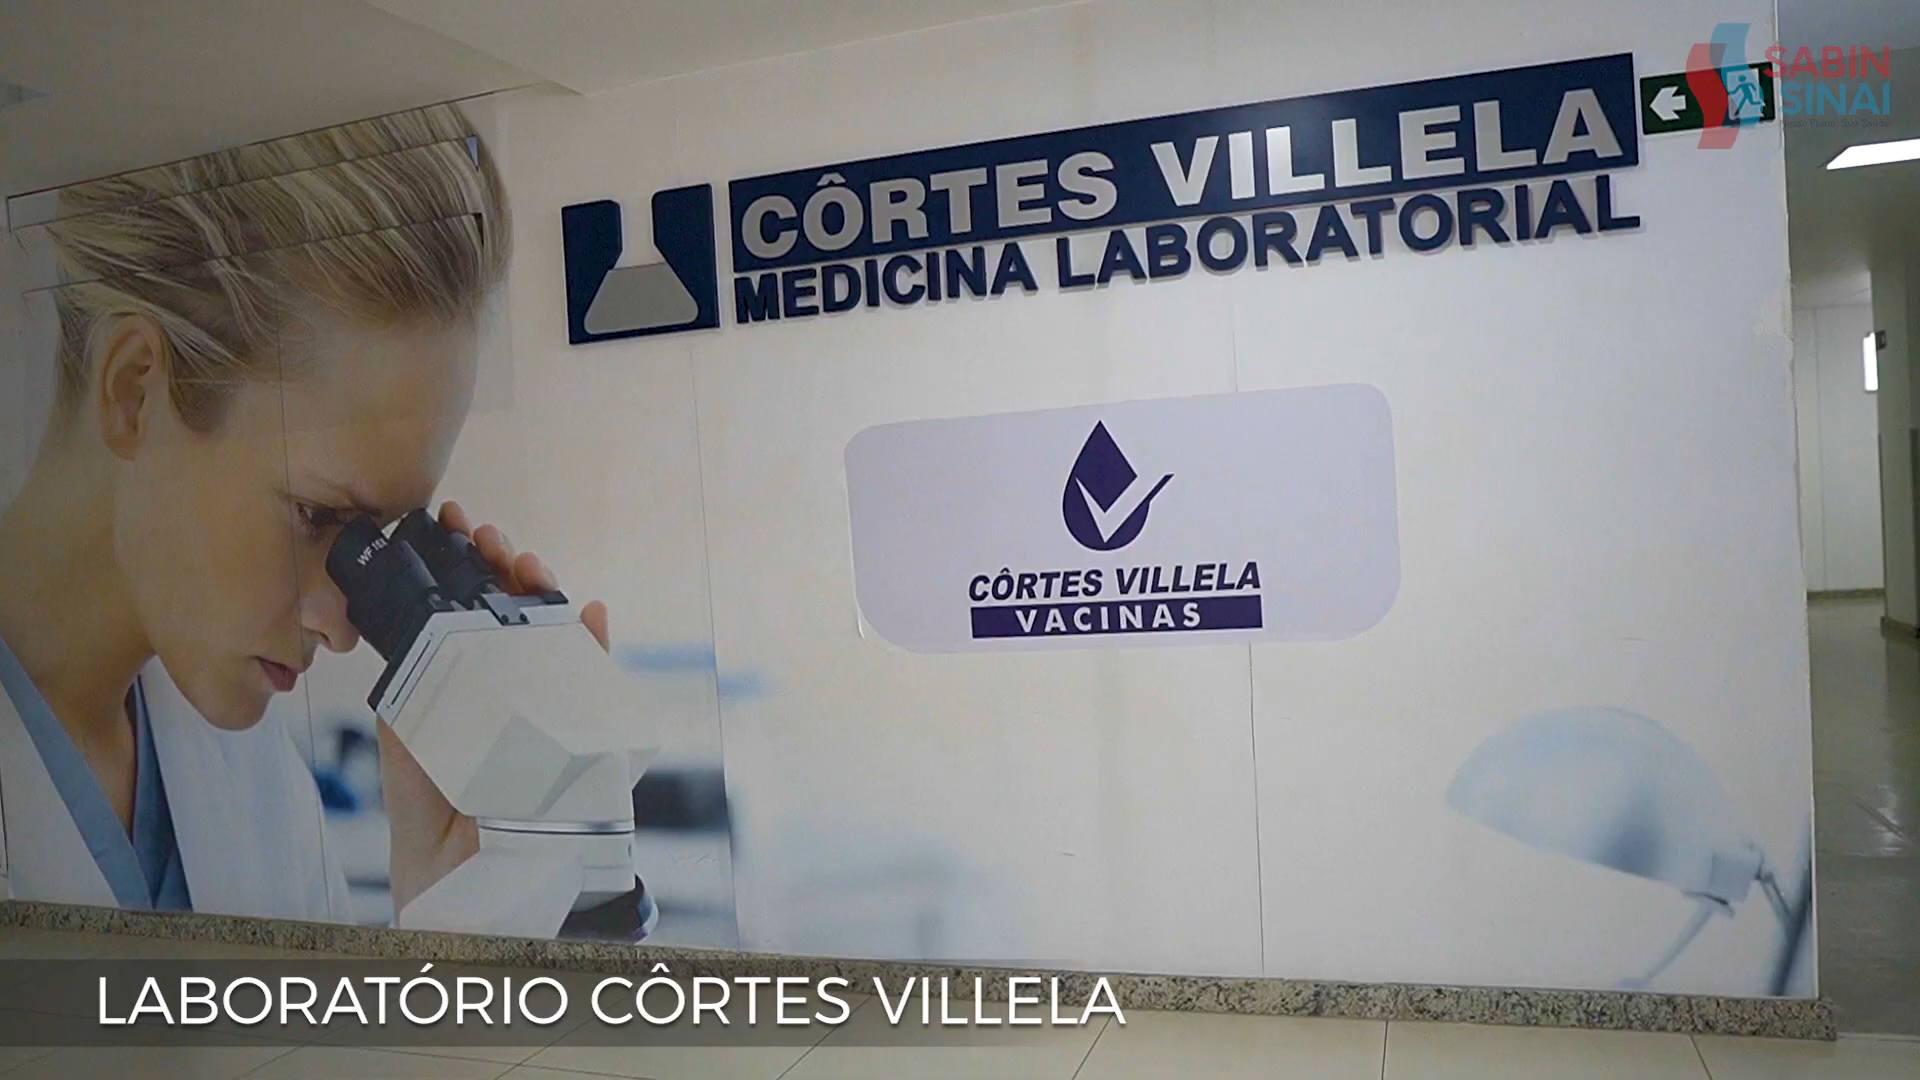 SABIN
SINAI
CÔRTES VILLELA
MEDICINA LABORATORIAL
CÔRTES VILLELA
VACINAS
LABORATÓRIO CÔRTES VILLELA